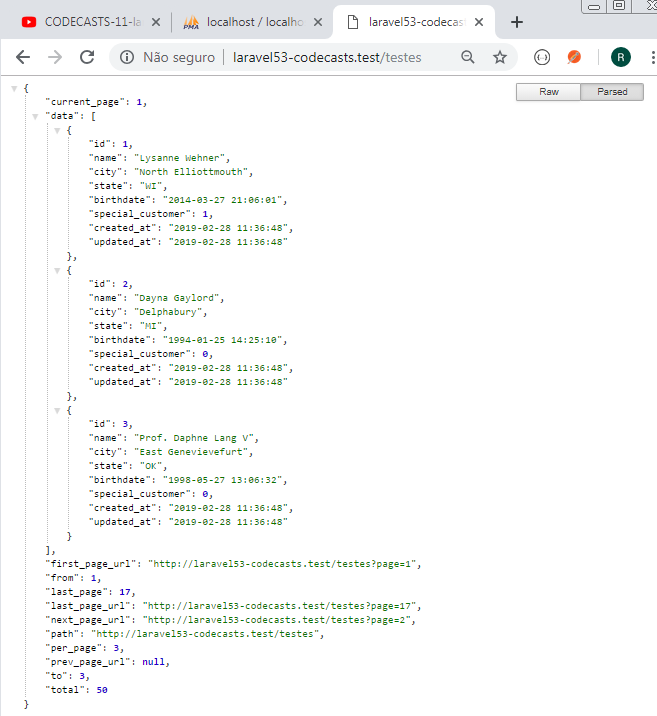 CODECASTS-11-la
localhost / localho
laravel53-codecasts
Não seguro | laravel53-codecasts.test/testes
R
Raw Parsed
{
"current_page": 1,
"data": [
{
"id": 1,
"name": "Lysanne Wehner",
"city": "North Elliottmouth",
"state": "WI",
"birthdate": "2014-03-27 21:06:01",
"special_customer": 1,
"created_at": "2019-02-28 11:36:48",
"updated_at": "2019-02-28 11:36:48"
},
{
"id": 2,
"name": "Dayna Gaylord",
"city": "Delphabury",
"state": "MI",
"birthdate": "1994-01-25 14:25:10",
"special_customer": 0,
"created_at": "2019-02-28 11:36:48",
"updated_at": "2019-02-28 11:36:48"
},
{
"id": 3,
"name": "Prof. Daphne Lang V",
"city": "East Genevievefurt",
"state": "OK",
"birthdate": "1998-05-27 13:06:32",
"special_customer": 0,
"created_at": "2019-02-28 11:36:48",
"updated_at": "2019-02-28 11:36:48"
}
],
"first_page_url": "http://laravel53-codecasts.test/testes?page=1",
"from": 1,
"last_page": 17,
"last_page_url": "http://laravel53-codecasts.test/testes?page=17",
"next_page_url": "http://laravel53-codecasts.test/testes?page=2",
"path": "http://laravel53-codecasts.test/testes",
"per_page": 3,
"prev_page_url": null,
"to": 3,
"total": 50
}